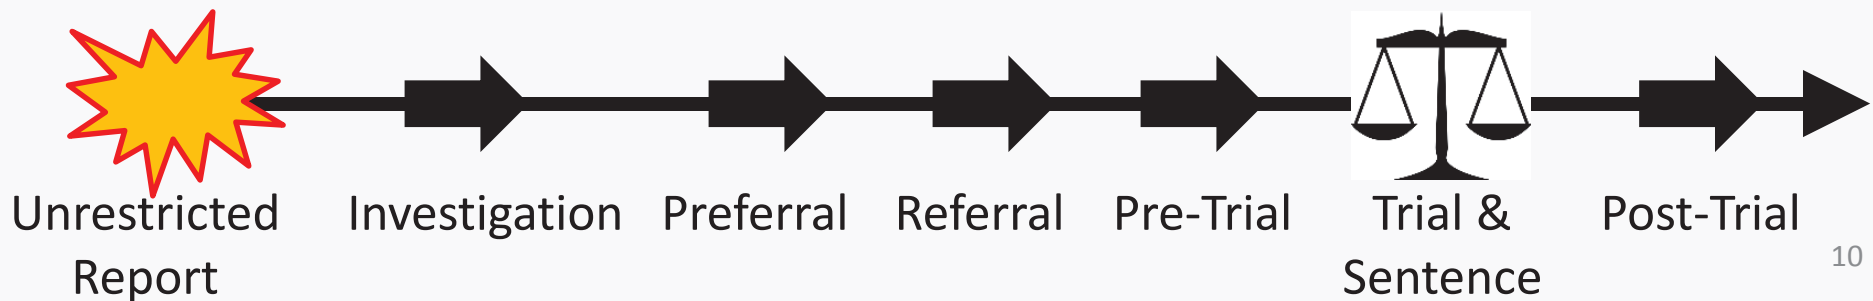 Unrestricted Report
Investigation
Preferral
Referral
Pre-Trial
Trial &
Sentence
Post-Trial
10